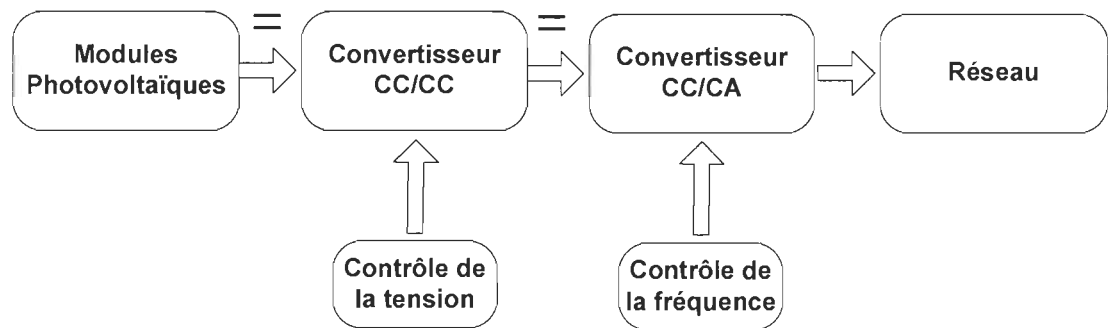 =
=
Modules
Photovoltaïques
Convertisseur
CC/CC
Convertisseur
CC/CA
Réseau
Contrôle de
la tension
Contrôle de
la fréquence